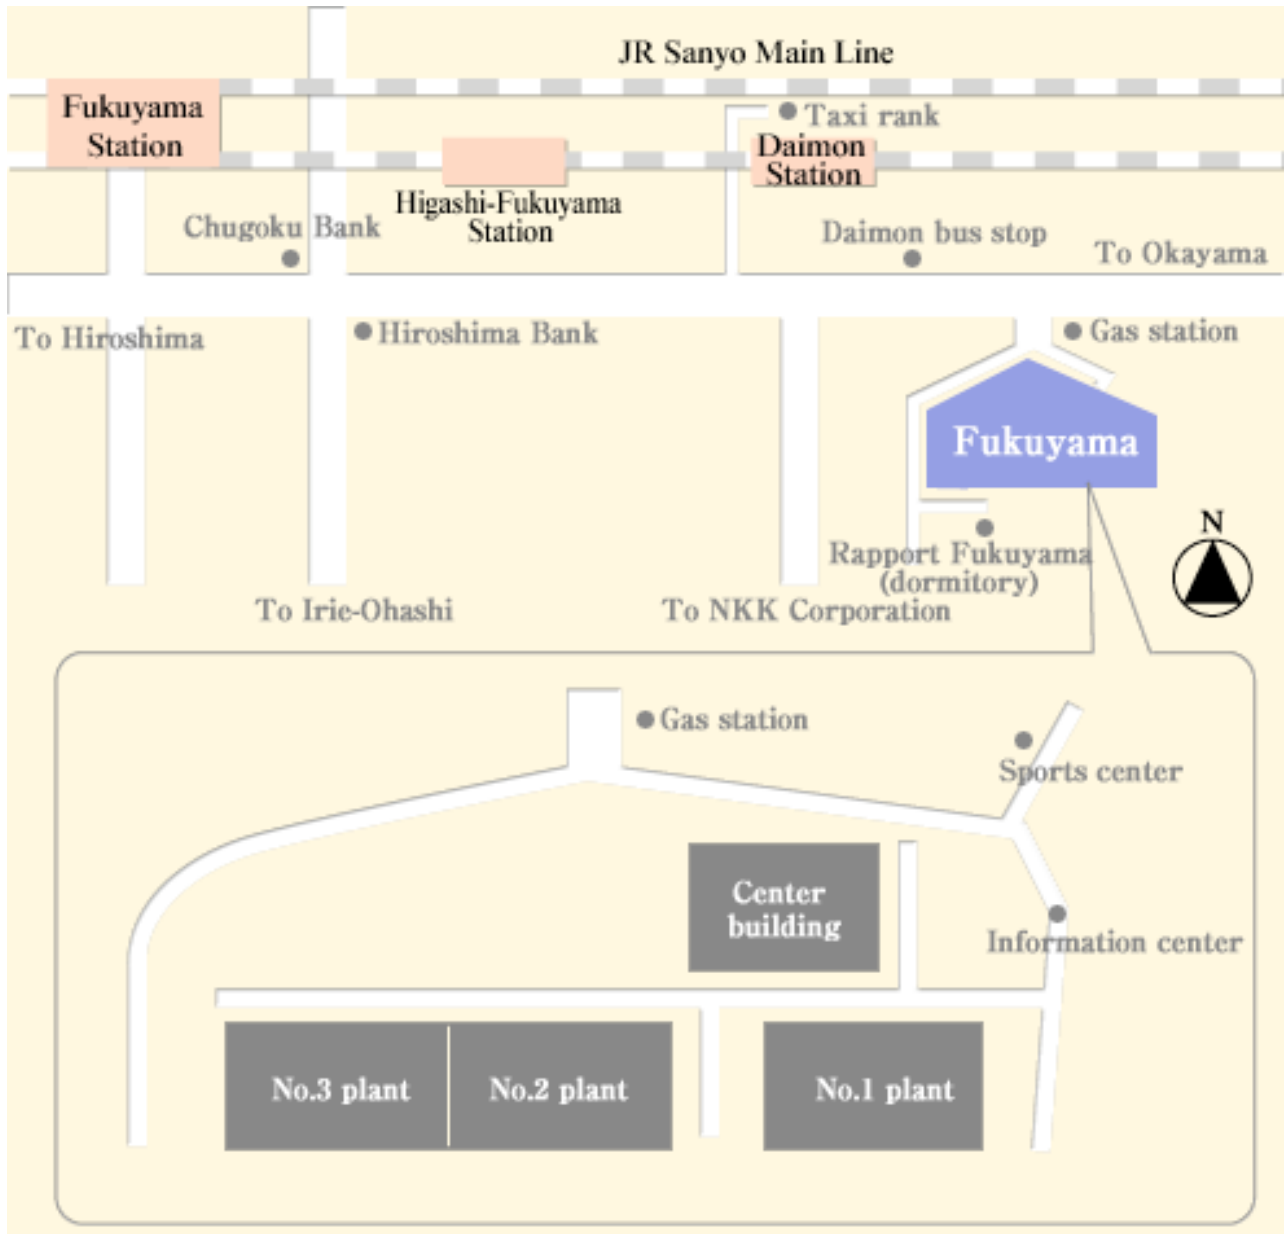 JR Sanyo Main Line
Fukuyama
Station
Taxi rank
Daimon
Station
Higashi-Fukuyama
Station
Chugoku Bank
Daimon bus stop
To Okayama
To Hiroshima
Hiroshima Bank
Gas station
Fukuyama
N
Rapport Fukuyama
(dormitory)
To Irie-Ohashi
To NKK Corporation
Gas station
Sports center
Center
building
Information center
No.3 plant
No.2 plant
No.1 plant